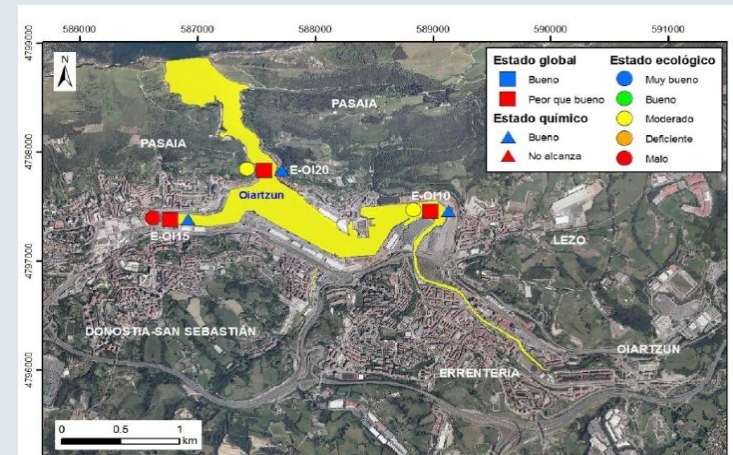 586000 587000 588000 589000 590000 591000
4799000
4798000
4797000
4796000
N
Estado global
Bueno
Peor que bueno
Estado químico
Bueno
No alcanza
Estado ecológico
Muy bueno
Bueno
Moderado
Deficiente
Malo
PASAIA
PASAIA
E-OI20
Oiartzun
E-OI10
E-OI15
LEZO
DONOSTIA-SAN SEBASTIÁN
OIARTZUN
ERRENTERIA
0 0.5 1
km